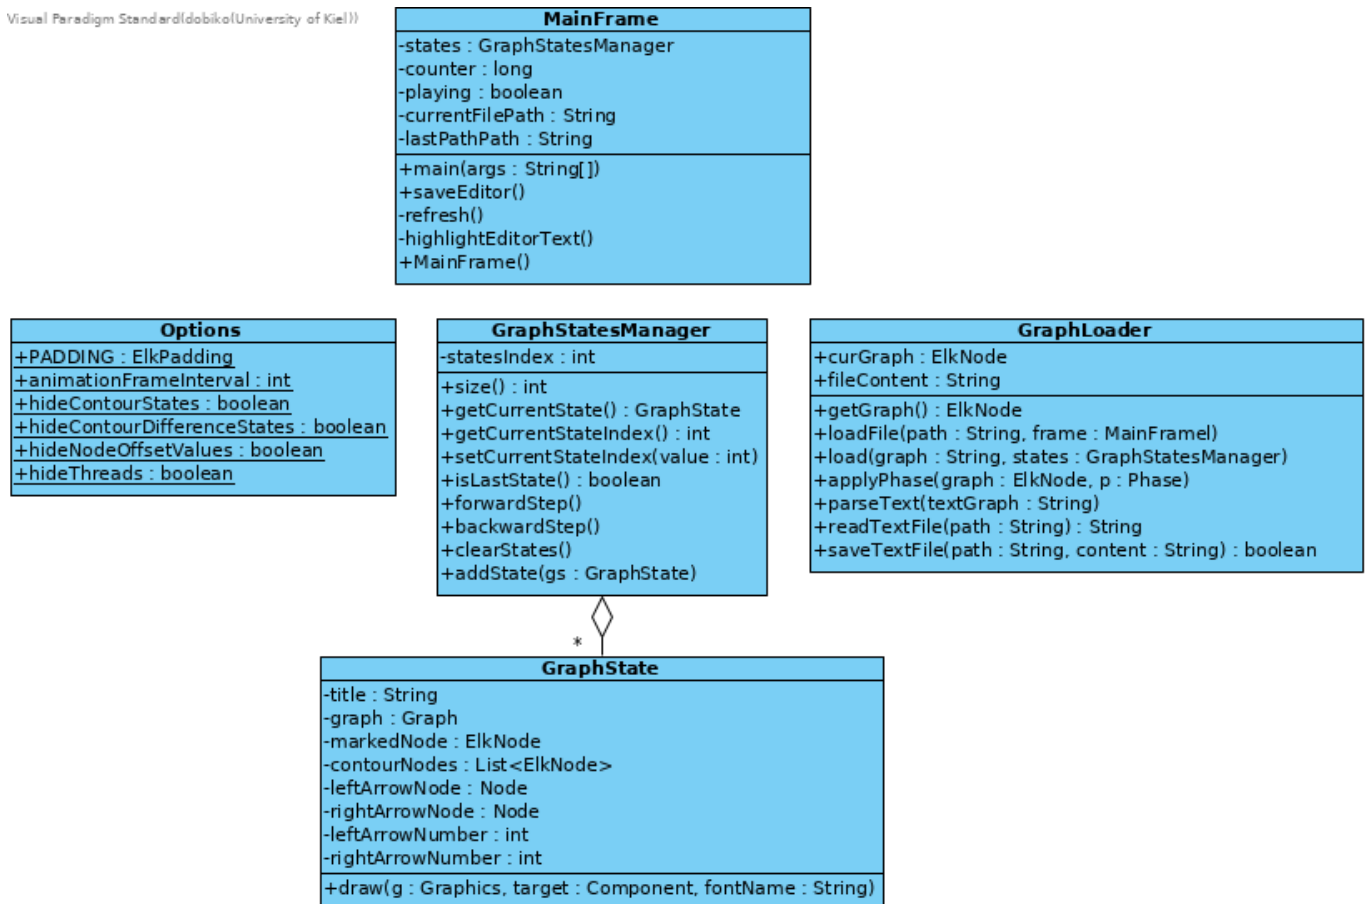 Visual Paradigm Standard(dobiko(University of Kiel))
MainFrame
-states : GraphStatesManager
-counter : long
-playing : boolean
-currentFilePath : String
-lastPathPath : String
+main(args : String[])
+saveEditor()
-refresh()
-highlightEditorText()
+MainFrame()
Options
+PADDING : ElkPadding
+animationFrameInterval : int
+hideContourStates : boolean
+hideContourDifferenceStates : boolean
+hideNodeOffsetValues : boolean
+hideThreads : boolean
GraphStatesManager
-statesIndex : int
+size() : int
+getCurrentState() : GraphState
+getCurrentStateIndex() : int
+setCurrentStateIndex(value : int)
+isLastState() : boolean
+forwardStep()
+backwardStep()
+clearStates()
+addState(gs : GraphState)
GraphLoader
+curGraph : ElkNode
+fileContent : String
+getGraph() : ElkNode
+loadFile(path : String, frame : MainFramel)
+load(graph : String, states : GraphStatesManager)
+applyPhase(graph : ElkNode, p : Phase)
+parseText(textGraph : String)
+readTextFile(path : String) : String
+saveTextFile(path : String, content : String) : boolean
*
GraphState
-title : String
-graph : Graph
-markedNode : ElkNode
-contourNodes : List<ElkNode>
-leftArrowNode : Node
-rightArrowNode : Node
-leftArrowNumber : int
-rightArrowNumber : int
+draw(g : Graphics, target : Component, fontName : String)